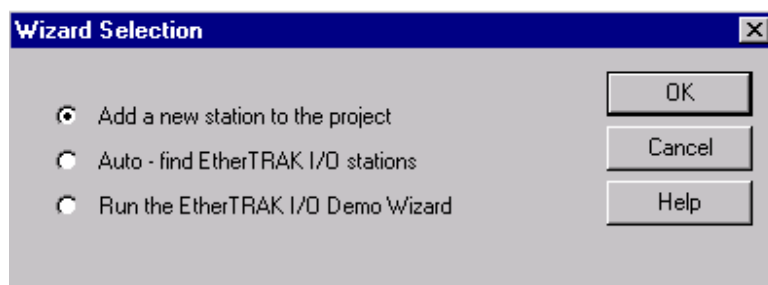 Wizard Selection
Add a new station to the project
Auto - find EtherTRAK I/O stations
Run the EtherTRAK I/O Demo Wizard
OK
Cancel
Help